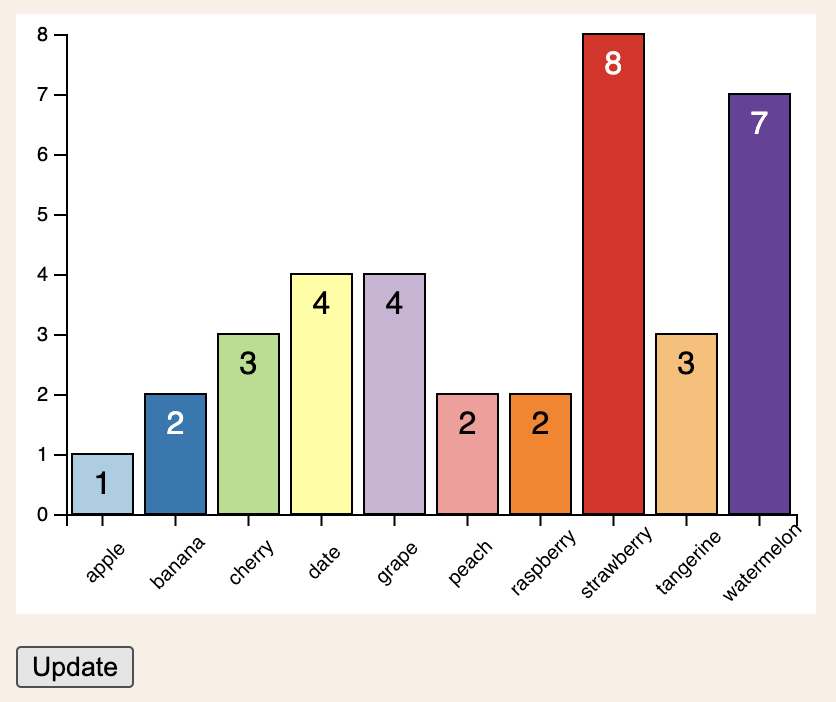 8
7
6
5
4
3
2
1
0
1
2
3
4
4
2
2
8
3
7
apple
banana
cherry
date
grape
peach
raspberry
strawberry
tangerine
watermelon
Update